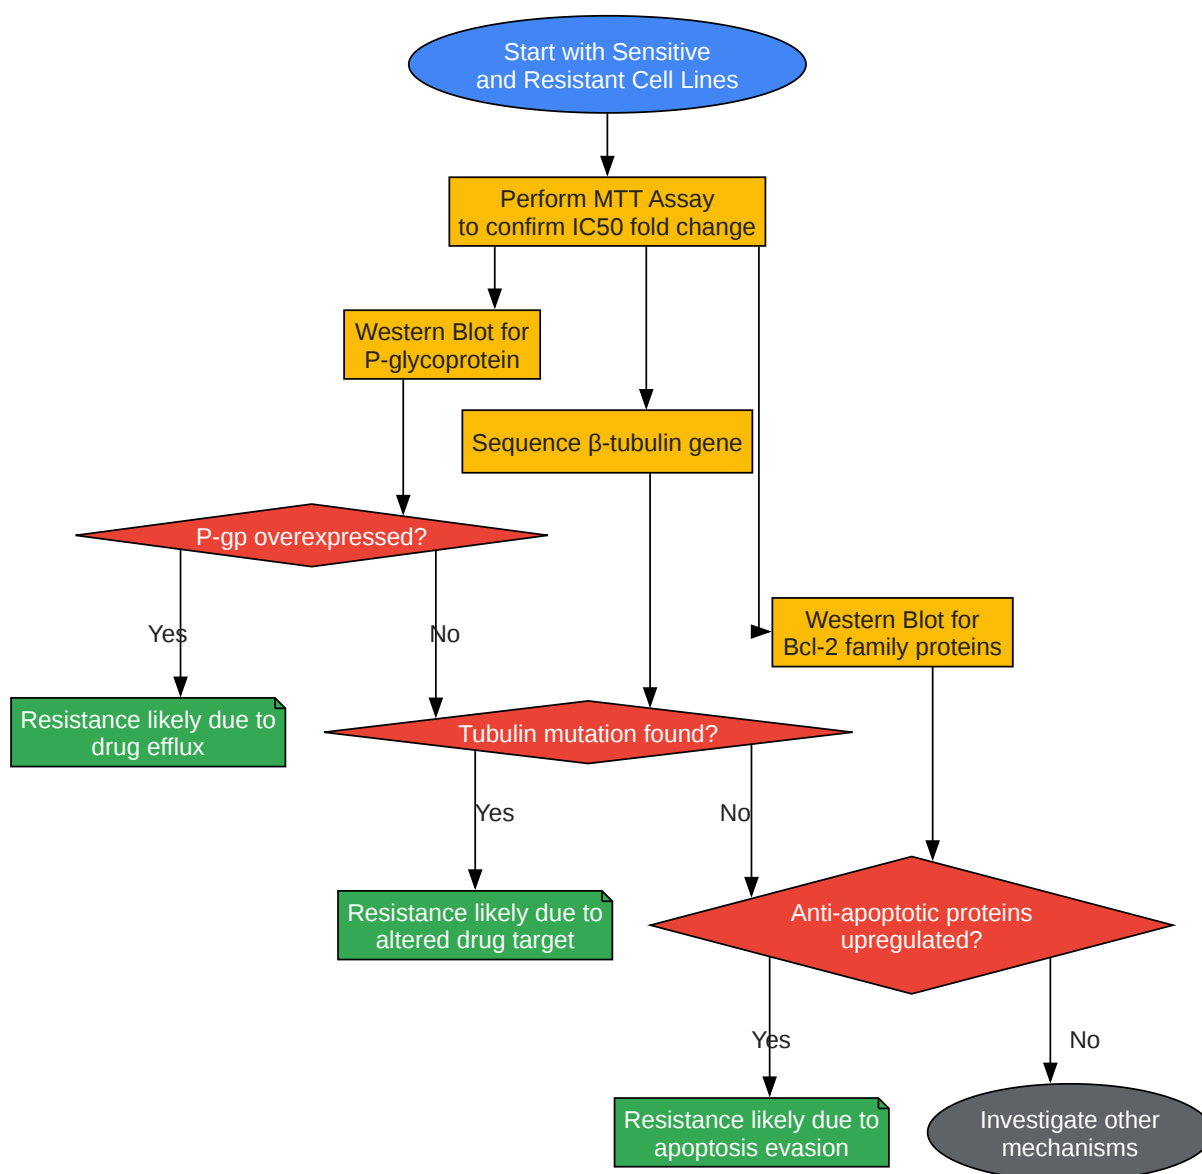 Start with Sensitive
and Resistant Cell Lines
Perform MTT Assay
to confirm IC50 fold change
Western Blot for
P-glycoprotein
Sequence β-tubulin gene
P-gp overexpressed?
Western Blot for
Bcl-2 family proteins
Yes
No
Resistance likely due to
drug efflux
Tubulin mutation found?
Yes
No
Resistance likely due to
altered drug target
Anti-apoptotic proteins
upregulated?
Yes
No
Resistance likely due to
apoptosis evasion
Investigate other
mechanisms